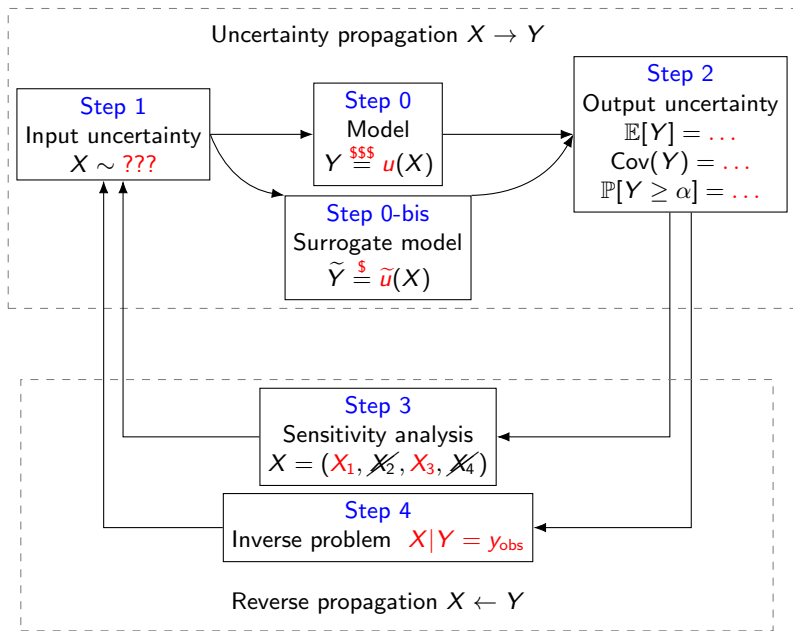 Uncertainty propagation X → Y
Step 1
Input uncertainty
X ∼ ???
Step 0
Model
Y $$$= u(X)
Step 0-bis
Surrogate model
Ỹ $= ũ(X)
Step 2
Output uncertainty
𝔼[Y] = ...
Cov(Y) = ...
ℙ[Y ≥ α] = ...
Step 3
Sensitivity analysis
X = (X₁, X₂, X₃, X₄)
Step 4
Inverse problem X|Y = y_obs
Reverse propagation X ← Y